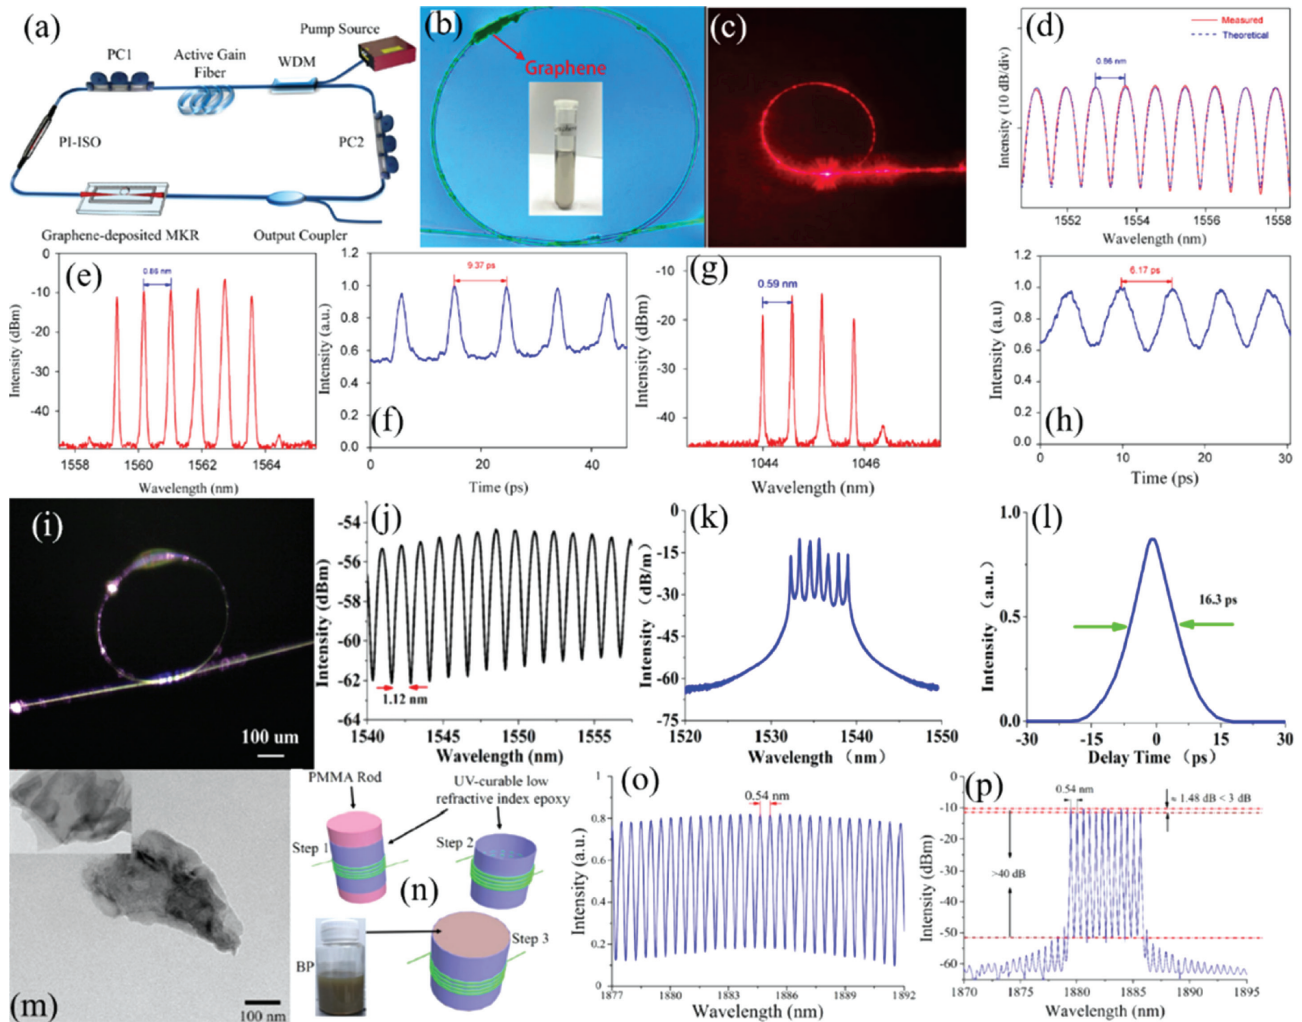 (a)
Pump Source
PC1
Active Gain
Fiber
WDM
PI-ISO
PC2
Graphene-deposited MKR
Output Coupler
(b)
Graphene
(c)
(d)
Measured
Theoretical
0.86 nm
Intensity (10 dB/div)
1552
1554
1556
1558
Wavelength (nm)
(e)
0.86 nm
0
-10
-20
-30
-40
Intensity (dBm)
1558
1560
1562
1564
Wavelength (nm)
1.2
1.0
0.8
0.6
0.4
0.2
0.0
9.37 ps
Intensity (a.u.)
(f)
0
20
40
Time (ps)
(g)
-10
-20
-30
-40
0.59 nm
Intensity (dBm)
1044
1046
Wavelength (nm)
1.2
1.0
0.8
0.6
0.4
0.2
0.0
6.17 ps
Intensity (a.u)
(h)
0
10
20
30
Time (ps)
(i)
100 um
(j)
-54
-56
-58
-60
-62
-64
Intensity (dBm)
1.12 nm
1540
1545
1550
1555
Wavelength (nm)
(k)
0
-15
-30
-45
-60
-75
Intensity (dB/m)
1520
1530
1540
1550
Wavelength (nm)
(l)
1.0
0.5
0.0
Intensity (a.u.)
16.3 ps
-30
-15
0
15
30
Delay Time (ps)
(m)
100 nm
PMMA Rod
UV-curable low
refractive index epoxy
Step 1
Step 2
(n)
Step 3
BP
(o)
1
0.8
0.6
0.4
0.2
0
0.54 nm
Intensity (a.u.)
1877
1880
1883
1886
1889
1892
Wavelength (nm)
(p)
0
-10
-20
-30
-40
-50
-60
0.54 nm
≈ 1.48 dB < 3 dB
>40 dB
Intensity (dBm)
1870
1875
1880
1885
1890
1895
Wavelength (nm)